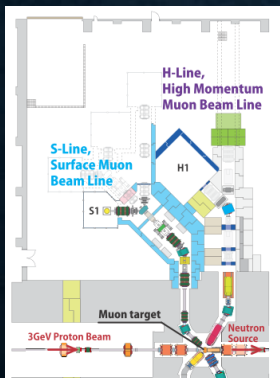 H-Line,
High Momentum
Muon Beam Line
S-Line,
Surface Muon
Beam Line
H1
S1
Muon target
3GeV Proton Beam
Neutron
Source